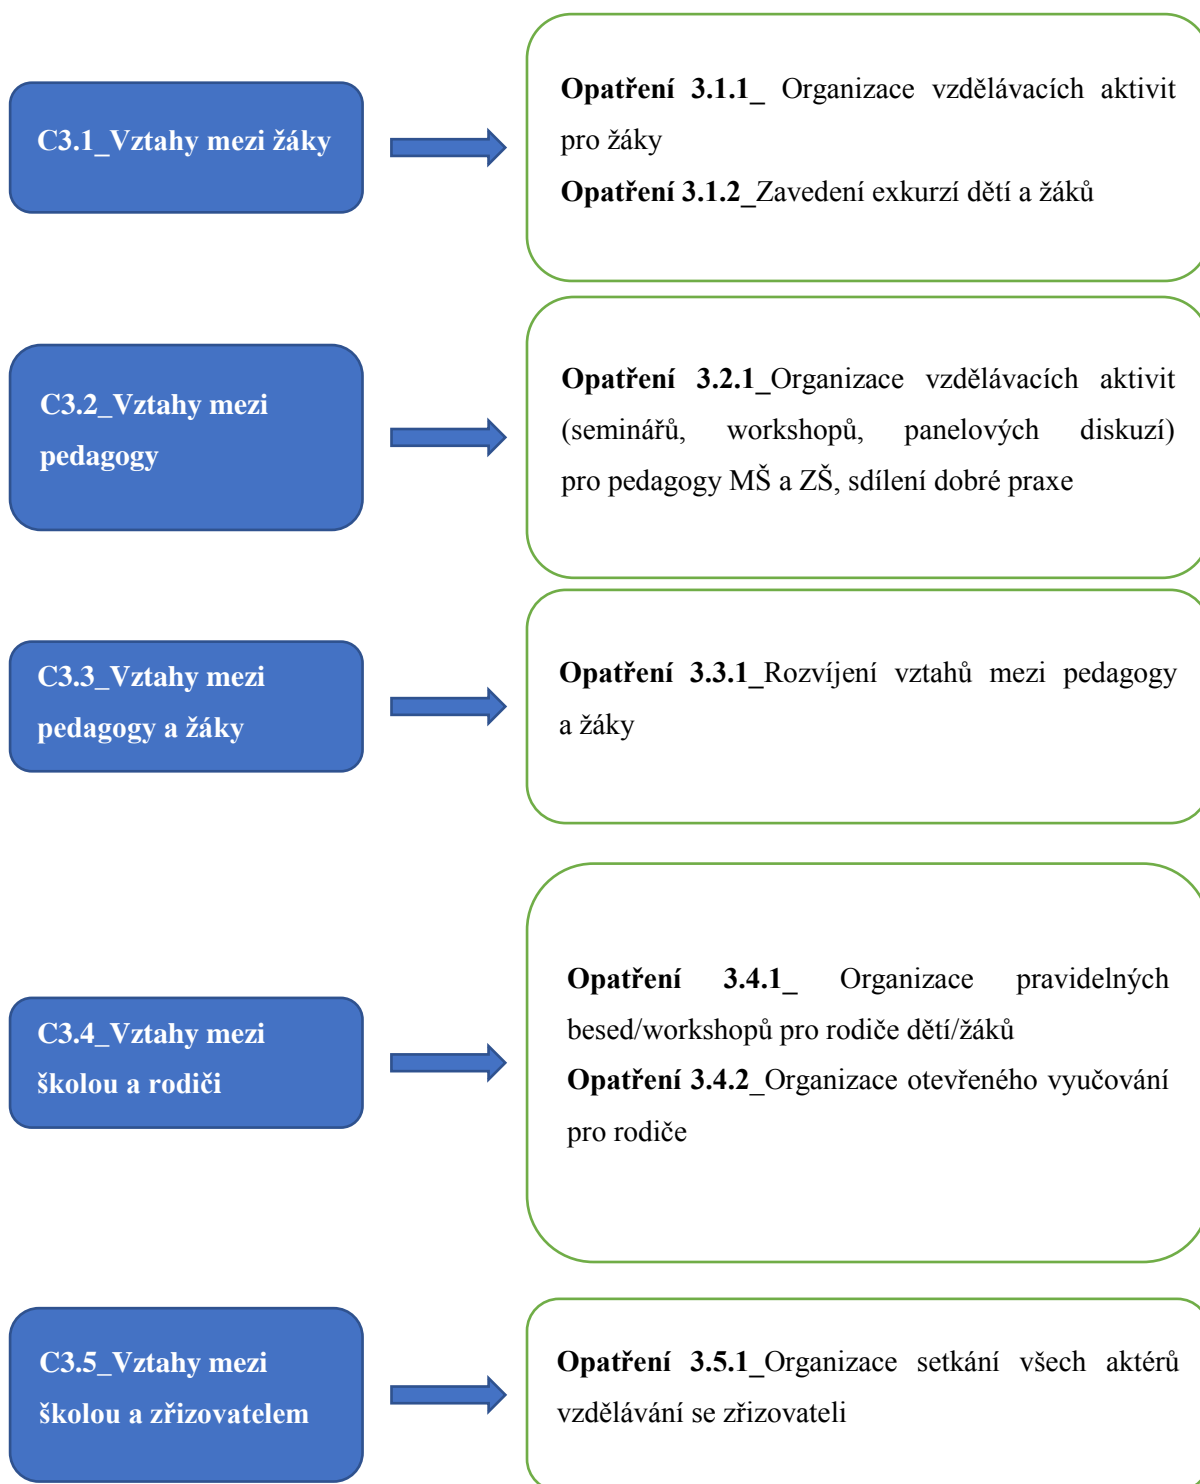 C3.1_Vztahy mezi žáky
Opatření 3.1.1_ Organizace vzdělávacích aktivit
pro žáky
Opatření 3.1.2_Zavedení exkurzí dětí a žáků
C3.2_Vztahy mezi
pedagogy
Opatření 3.2.1_Organizace vzdělávacích aktivit
(seminářů, workshopů, panelových diskuzí)
pro pedagogy MŠ a ZŠ, sdílení dobré praxe
C3.3_Vztahy mezi
pedagogy a žáky
Opatření 3.3.1_Rozvíjení vztahů mezi pedagogy
a žáky
C3.4_Vztahy mezi
školou a rodiči
Opatření 3.4.1_ Organizace pravidelných
besed/workshopů pro rodiče dětí/žáků
Opatření 3.4.2_Organizace otevřeného vyučování
pro rodiče
C3.5_Vztahy mezi
školou a zřizovatelem
Opatření 3.5.1_Organizace setkání všech aktérů
vzdělávání se zřizovateli